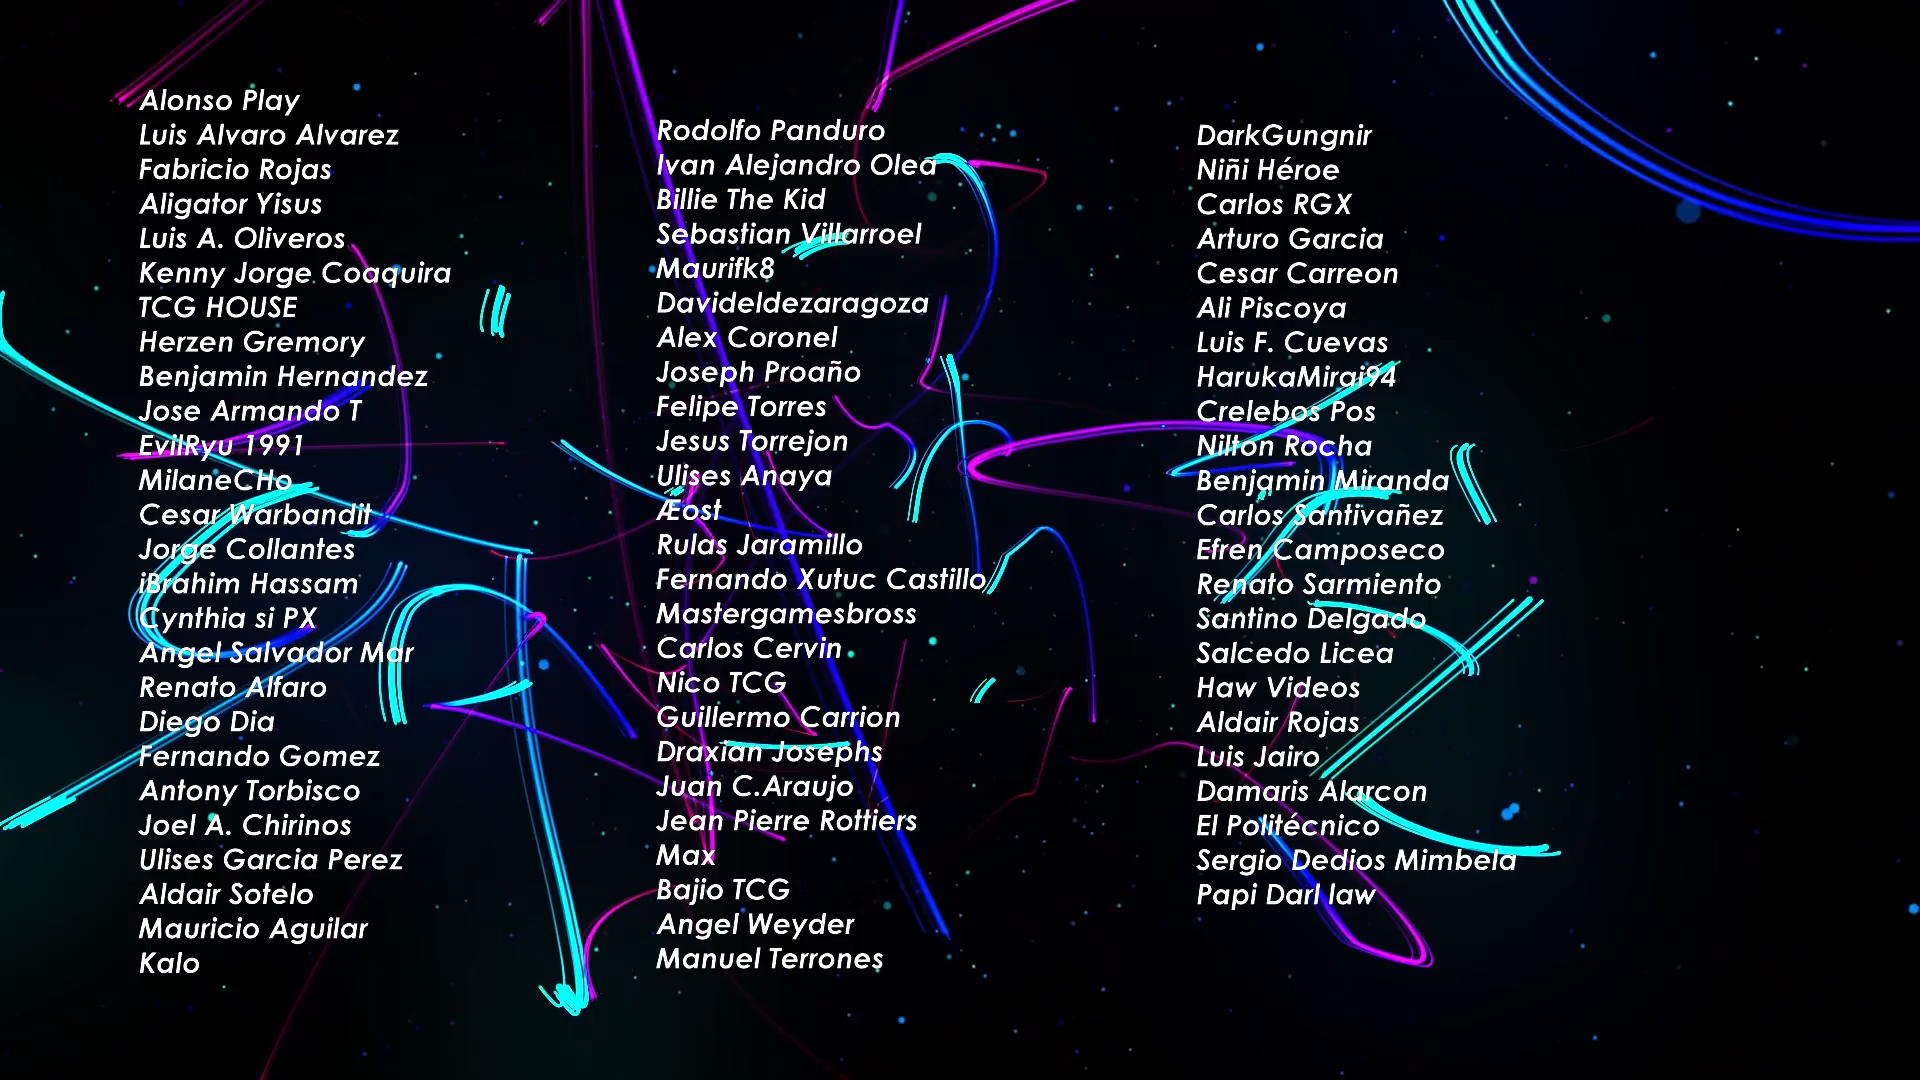 Alonso Play
Luis Alvaro Alvarez
Fabricio Rojas
Aligator Yisus
Luis A. Oliveros
Kenny Jorge Coaquira
TCG HOUSE
Herzen Gremory
Benjamin Hernandez
Jose Armando T
EvilRyu 1991
MilaneCHo
Cesar Warbandit
Jorge Collantes
iBrahim Hassam
Cynthia si PX
Angel Salvador Mar
Renato Alfaro
Diego Dia
Fernando Gomez
Antony Torbisco
Joel A. Chirinos
Ulises Garcia Perez
Aldair Sotelo
Mauricio Aguilar
Kalo
Rodolfo Panduro
Ivan Alejandro Olea
Billie The Kid
Sebastian Villarroel
Maurifk8
Davideldezaragoza
Alex Coronel
Joseph Proaño
Felipe Torres
Jesus Torrejon
Ulises Anaya
Æost
Rulas Jaramillo
Fernando Xutuc Castillo
Mastergamesbross
Carlos Cervin
Nico TCG
Guillermo Carrion
Draxian Josephs
Juan C.Araujo
Jean Pierre Rottiers
Max
Bajio TCG
Angel Weyder
Manuel Terrones
DarkGungnir
Niñi Héroe
Carlos RGX
Arturo Garcia
Cesar Carreon
Ali Piscoya
Luis F. Cuevas
HarukaMirai94
Crelebos Pos
Nilton Rocha
Benjamin Miranda
Carlos Santivañez
Efren Camposeco
Renato Sarmiento
Santino Delgado
Salcedo Licea
Haw Videos
Aldair Rojas
Luis Jairo
Damaris Alarcon
El Politécnico
Sergio Dedios Mimbela
Papi Darl law